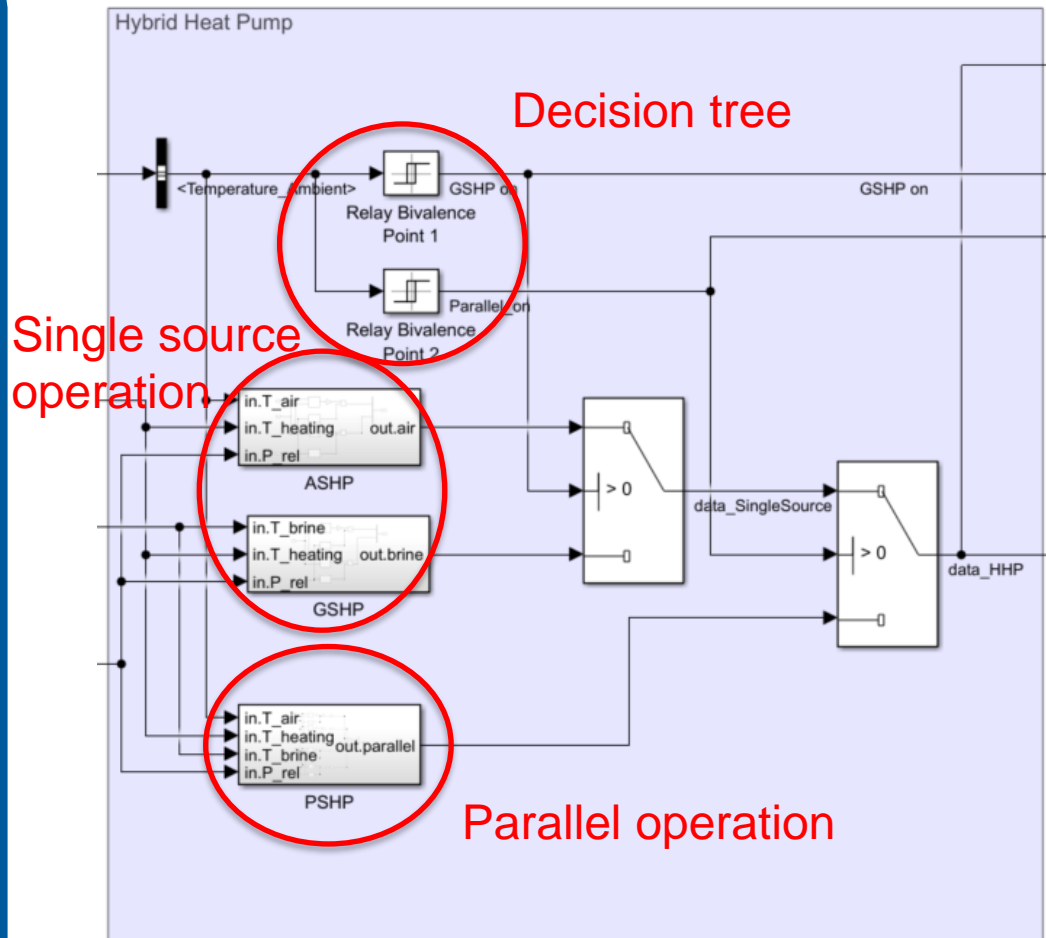 Hybrid Heat Pump
Decision tree
<Temperature_Ambient>
GSHP on
GSHP on
Relay Bivalence
Point 1
Parallel_on
Relay Bivalence
Point 2
Single source
operation
in.T_air
in.T_heating
out.air
in.P_rel
ASHP
> 0
data_SingleSource
> 0
data_HHP
in.T_brine
in.T_heating
out.brine
in.P_rel
GSHP
in.T_air
in.T_heating
out.parallel
in.T_brine
in.P_rel
PSHP
Parallel operation